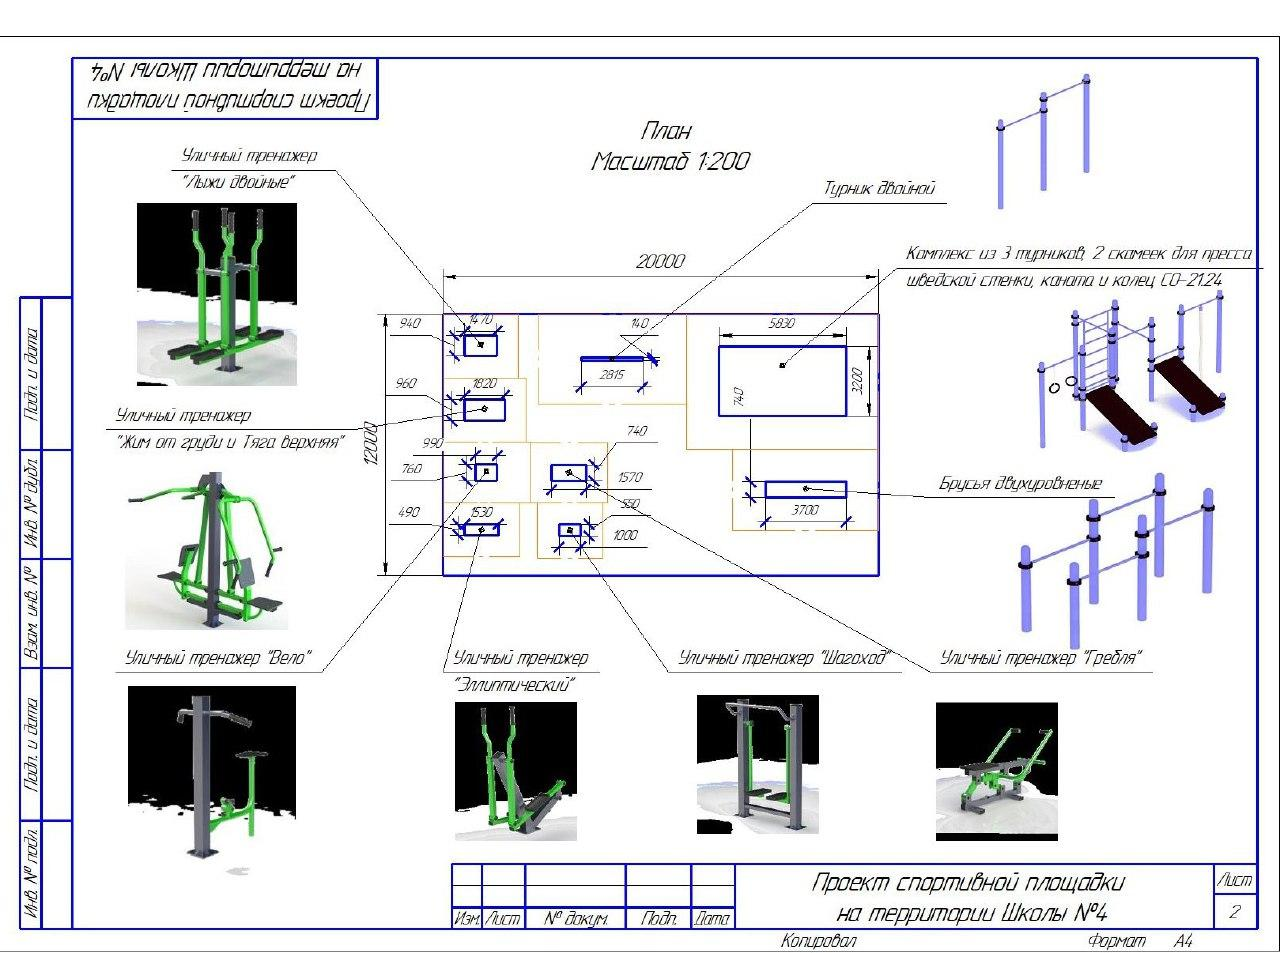 Проект спортивной площадки
на территории Школы №4
План
Масштаб 1:200
Уличный тренажер
"Лыжи двойные"
Турник двойной
Комплекс из 3 турников, 2 скамеек для пресса
шведской стенки, каната и колец СО-21.24
20000
12000
940
1470
140
2815
5830
3200
740
960
1820
Уличный тренажер
"Жим от груди и Тяга верхняя"
990
760
740
1570
Брусья двухуровненые
3700
490
1530
550
1000
Уличный тренажер "Вело"
Уличный тренажер
"Эллиптический"
Уличный тренажер "Шагоход"
Уличный тренажер "Гребля"
Подп. и дата
Инв. № дубл.
Взам. инв. №
Подп. и дата
Инв. № подл.
Изм. Лист № докум. Подп. Дата
Проект спортивной площадки
на территории Школы №4
Лист
2
Копировал Формат А4